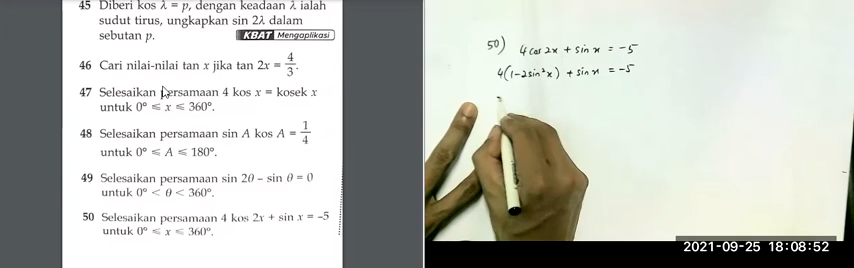 45 Diberi kos λ = p, dengan keadaan λ ialah
sudut tirus, ungkapkan sin 2λ dalam
sebutan p.
KBAT Mengaplikasi
46 Cari nilai-nilai tan x jika tan 2x = 4/3.
47 Selesaikan persamaan 4 kos x = kosek x
untuk 0° ≤ x ≤ 360°.
48 Selesaikan persamaan sin A kos A = 1/4
untuk 0° ≤ A ≤ 180°.
49 Selesaikan persamaan sin 2θ – sin θ = 0
untuk 0° < θ < 360°.
50 Selesaikan persamaan 4 kos 2x + sin x = –5
untuk 0° ≤ x ≤ 360°.
50) 4 cos 2x + sin x = -5
4(1-2sin²x) + sin x = -5
2021-09-25 18:08:52